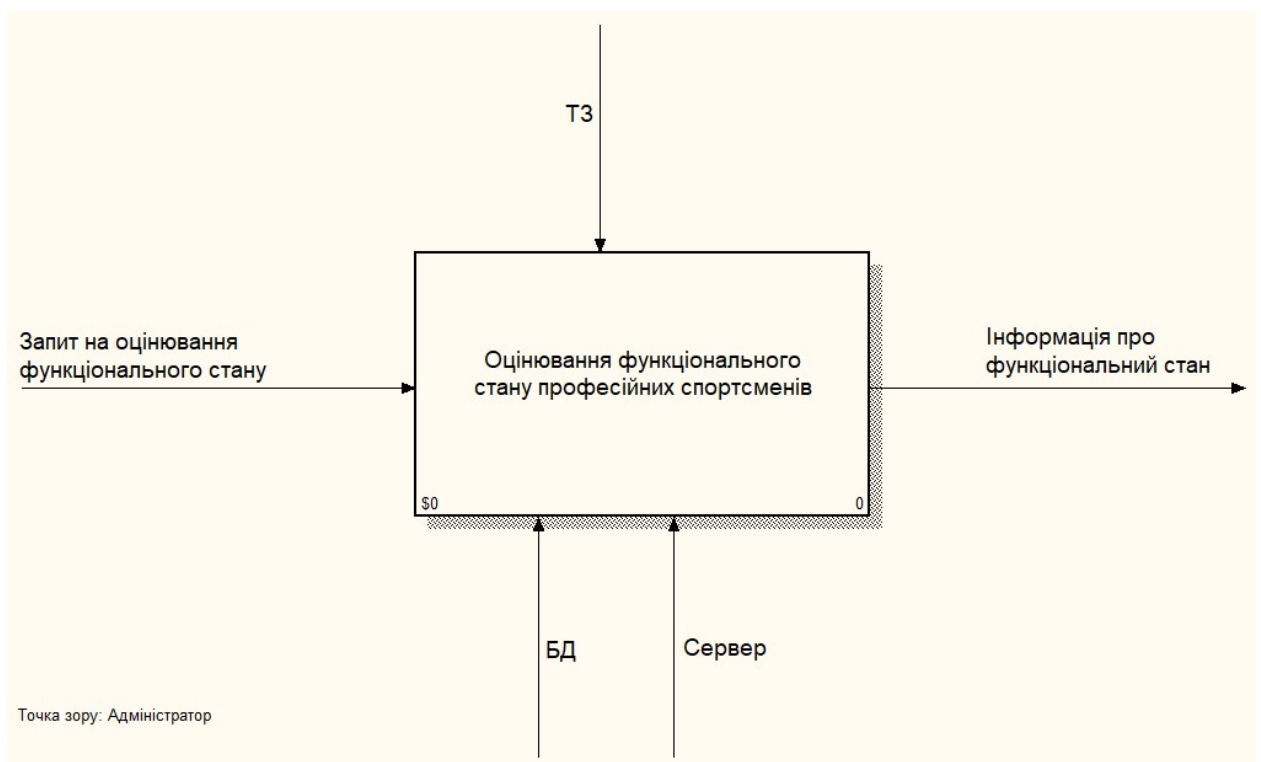 ТЗ
Запит на оцінювання
функціонального стану
Оцінювання функціонального
стану професійних спортсменів
Інформація про
функціональний стан
$0
0
БД
Сервер
Точка зору: Адміністратор